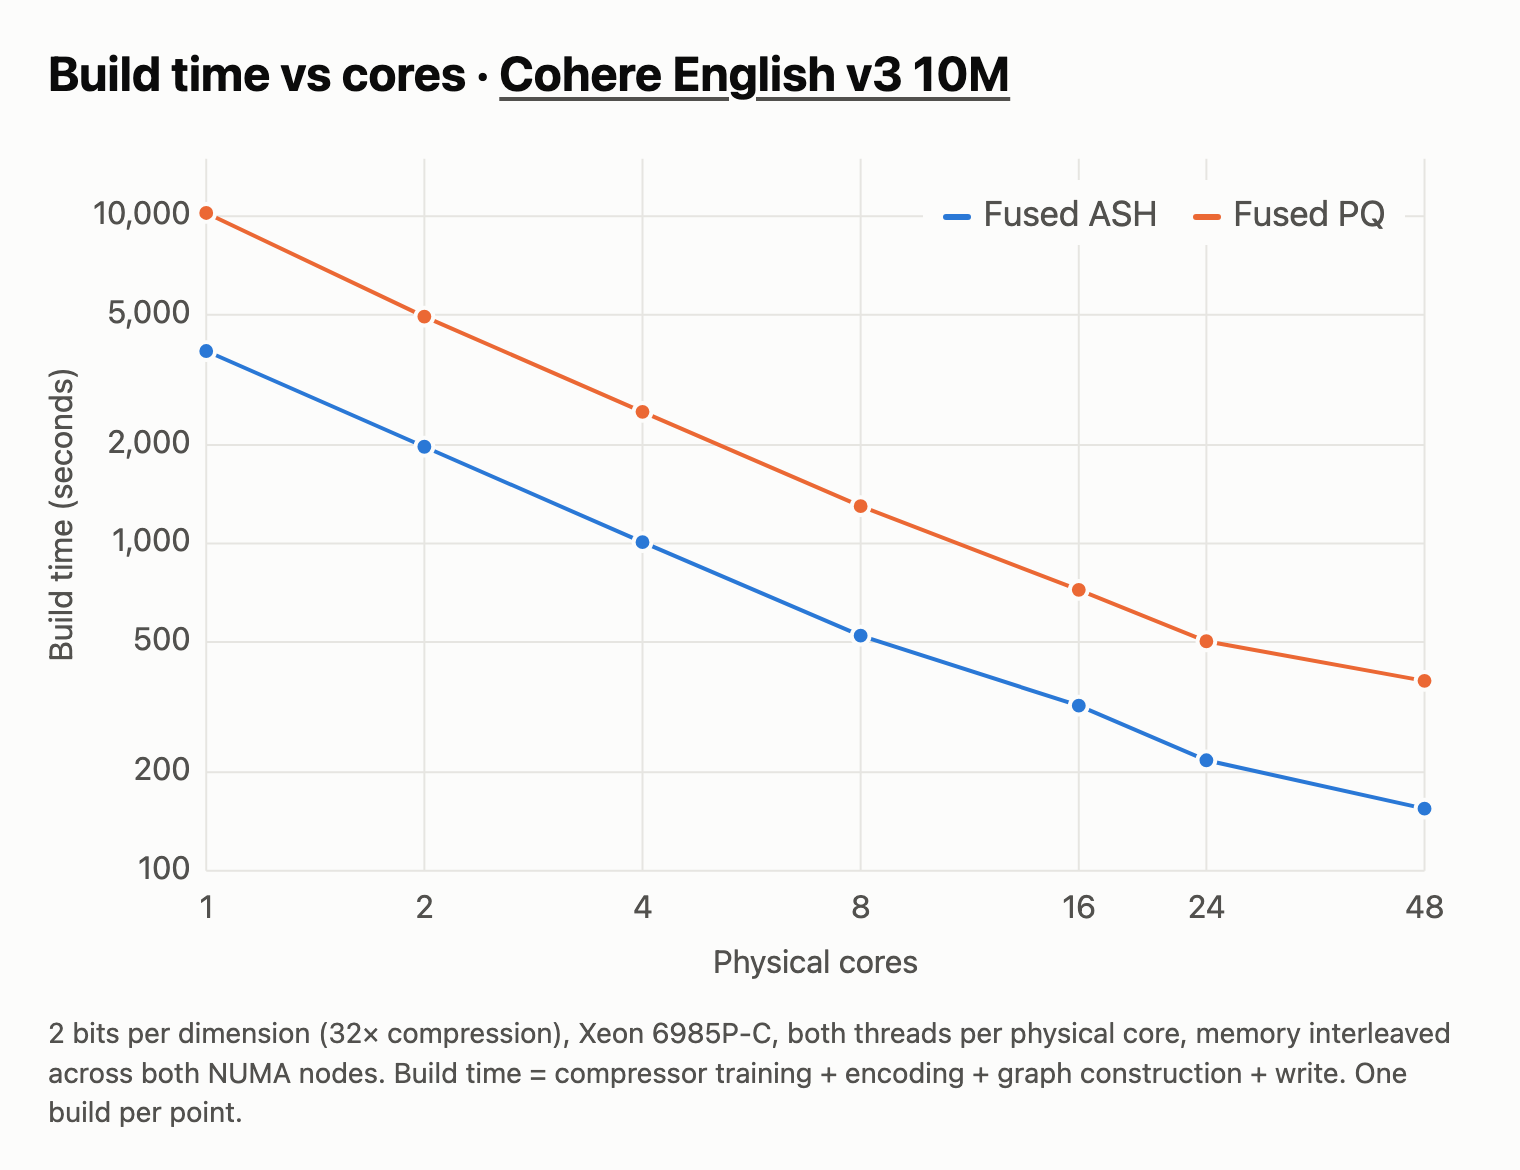 Build time vs cores · Cohere English v3 10M
Fused ASH
Fused PQ
10,000
5,000
2,000
1,000
500
200
100
Build time (seconds)
1
2
4
8
16
24
48
Physical cores
2 bits per dimension (32× compression), Xeon 6985P-C, both threads per physical core, memory interleaved
across both NUMA nodes. Build time = compressor training + encoding + graph construction + write. One
build per point.